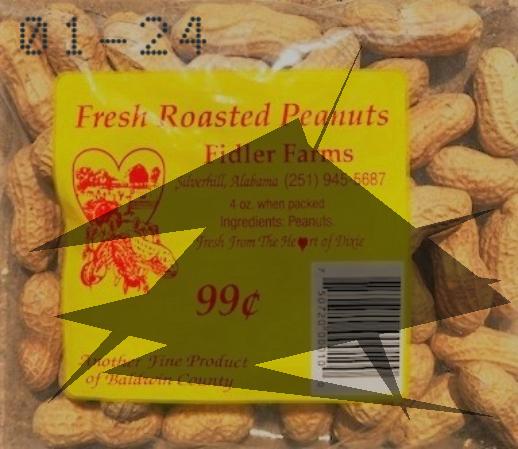 01-24
Fresh Roasted Peanuts
Fidler Farms
Silverhill, Alabama (251) 945-5687
4 oz. when packed
Ingredients: Peanuts.
Fresh From The Heart of Dixie
99¢
Another Fine Product
of Baldwin County